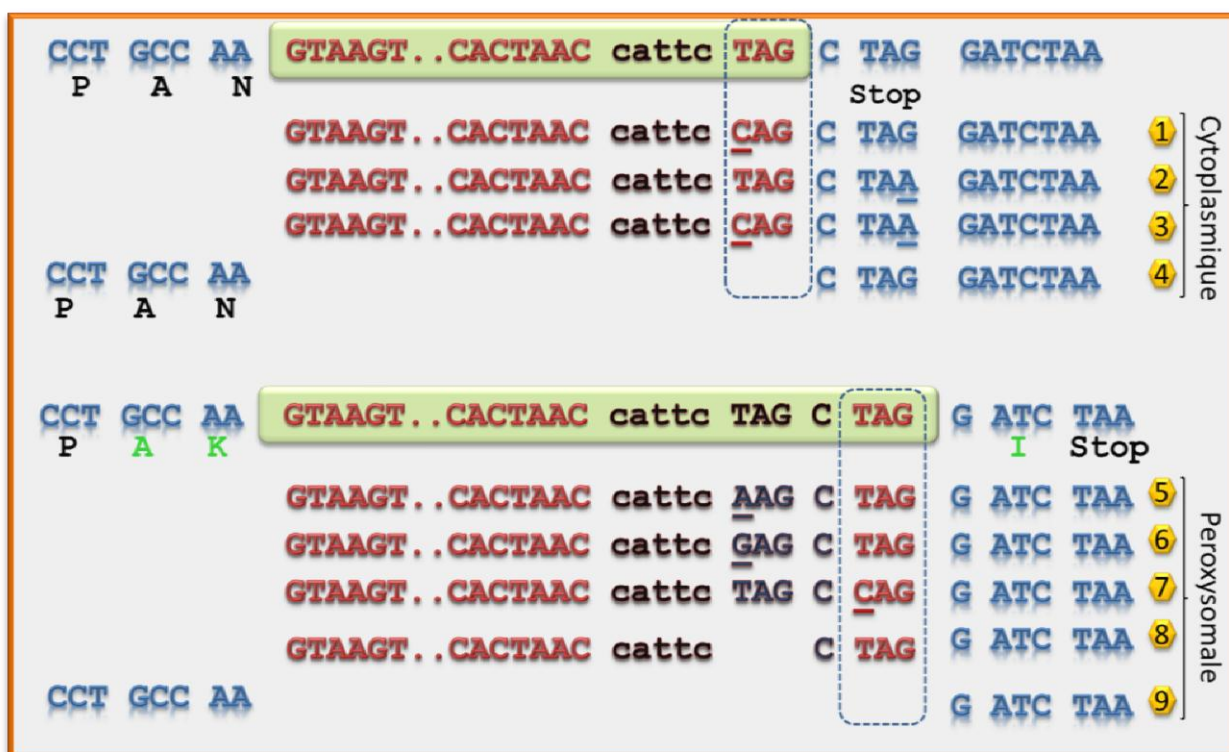 CCT GCC AA GTAAGT..CACTAAC cattc TAG C TAG GATCTAA
P A N Stop
GTAAGT..CACTAAC cattc CAG C TAG GATCTAA 1
GTAAGT..CACTAAC cattc TAG C TAA GATCTAA 2
GTAAGT..CACTAAC cattc CAG C TAA GATCTAA 3
CCT GCC AA C TAG GATCTAA 4
P A N
Cytoplasmique
CCT GCC AA GTAAGT..CACTAAC cattc TAG C TAG G ATC TAA
P A K I Stop
GTAAGT..CACTAAC cattc AAG C TAG G ATC TAA 5
GTAAGT..CACTAAC cattc GAG C TAG G ATC TAA 6
GTAAGT..CACTAAC cattc TAG C CAG G ATC TAA 7
GTAAGT..CACTAAC cattc C TAG G ATC TAA 8
CCT GCC AA G ATC TAA 9
Peroxysomale